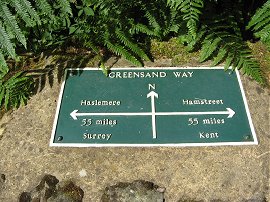 GREENSAND WAY
N
Haslemere Hamstreet
55 miles 55 miles
Surrey Kent